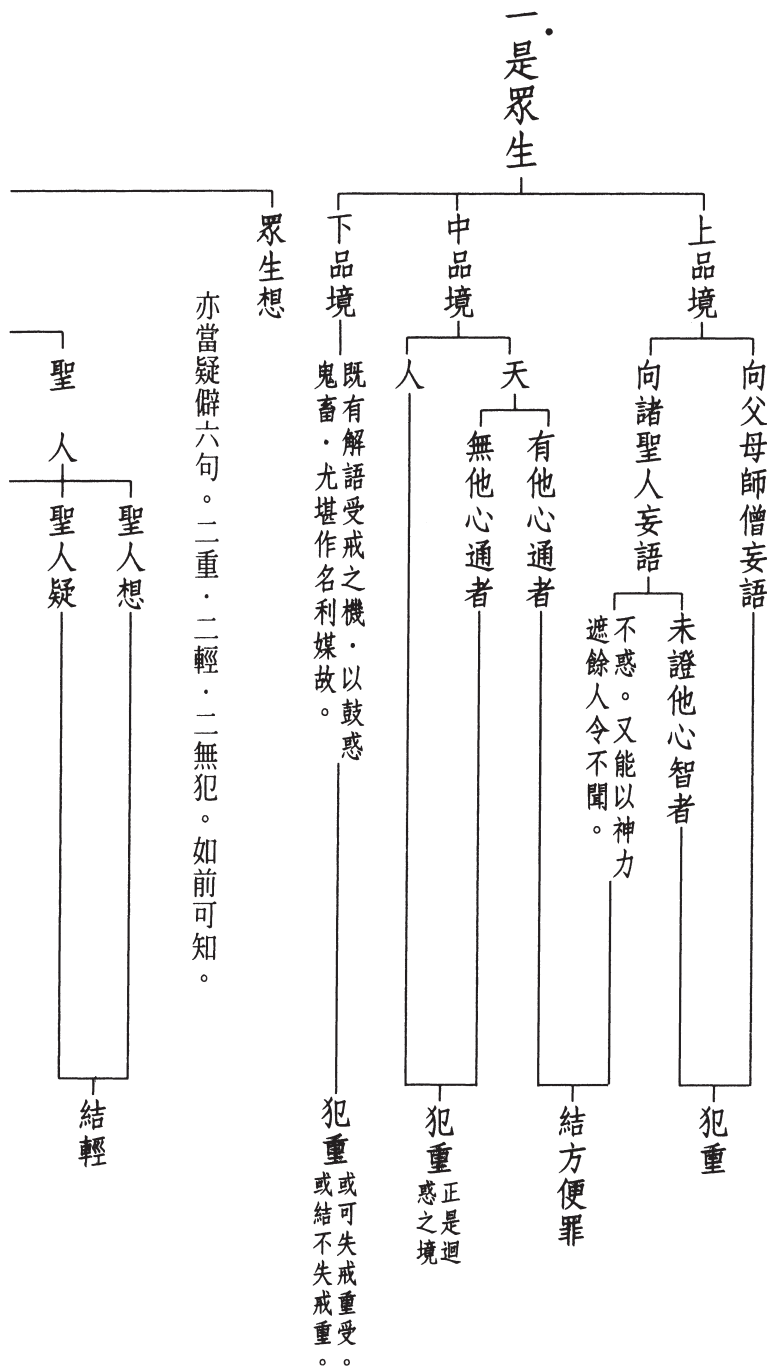 一．是眾生
上品境
向父母師僧妄語
向諸聖人妄語
未證他心智者
不惑。又能以神力
遮餘人令不聞。
犯重
中品境
天
有他心通者
結方便罪
無他心通者
人
犯重
正是迴
惑之境
下品境
既有解語受戒之機．以鼓惑
鬼畜．尤堪作名利媒故。
犯重
或可失戒重受。
或結不失戒重。
眾生想
亦當疑僻六句。二重．二輕．二無犯。如前可知。
聖人
聖人想
聖人疑
結輕